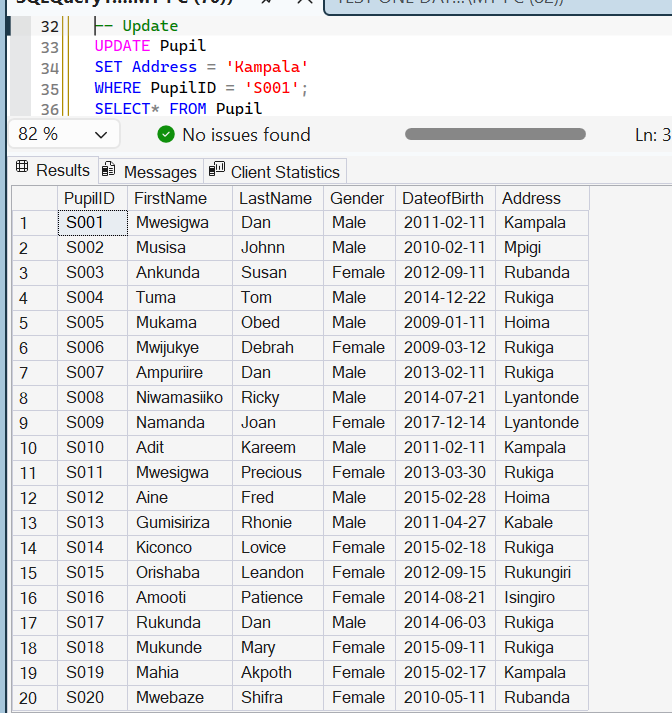 32 -- Update
33 UPDATE Pupil
34 SET Address = 'Kampala'
35 WHERE PupilID = 'S001';
36 SELECT* FROM Pupil
82 % No issues found Ln: 3
Results Messages Client Statistics
PupilID FirstName LastName Gender DateofBirth Address
1 S001 Mwesigwa Dan Male 2011-02-11 Kampala
2 S002 Musisa Johnn Male 2010-02-11 Mpigi
3 S003 Ankunda Susan Female 2012-09-11 Rubanda
4 S004 Tuma Tom Male 2014-12-22 Rukiga
5 S005 Mukama Obed Male 2009-01-11 Hoima
6 S006 Mwijukye Debrah Female 2009-03-12 Rukiga
7 S007 Ampuriire Dan Male 2013-02-11 Rukiga
8 S008 Niwamasiiko Ricky Male 2014-07-21 Lyantonde
9 S009 Namanda Joan Female 2017-12-14 Lyantonde
10 S010 Adit Kareem Male 2011-02-11 Kampala
11 S011 Mwesigwa Precious Female 2013-03-30 Rukiga
12 S012 Aine Fred Male 2015-02-28 Hoima
13 S013 Gumisiriza Rhonie Male 2011-04-27 Kabale
14 S014 Kiconco Lovice Female 2015-02-18 Rukiga
15 S015 Orishaba Leandon Female 2012-09-15 Rukungiri
16 S016 Amooti Patience Female 2014-08-21 Isingiro
17 S017 Rukunda Dan Male 2014-06-03 Rukiga
18 S018 Mukunde Mary Female 2015-09-11 Rukiga
19 S019 Mahia Akpoth Female 2015-02-17 Kampala
20 S020 Mwebaze Shifra Female 2010-05-11 Rubanda